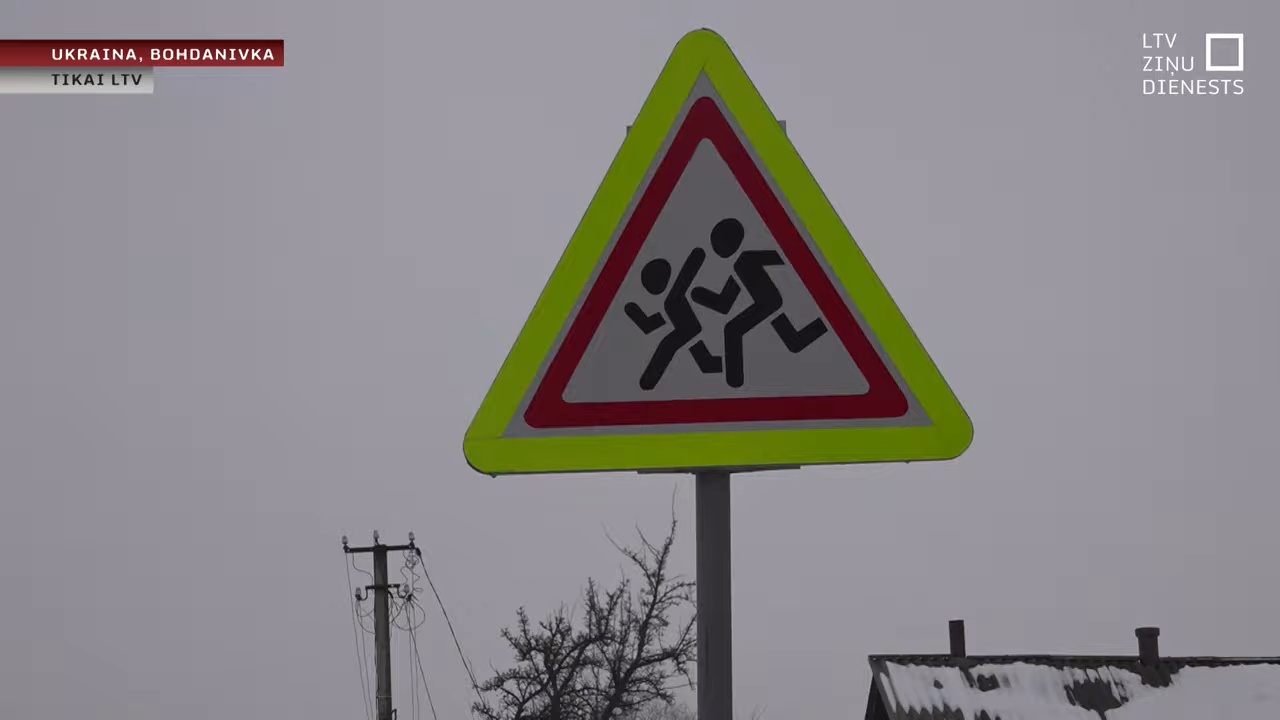 UKRAINA, BOHDANIVKA
TIKAI LTV
LTV
ZIŅU
DIENESTS